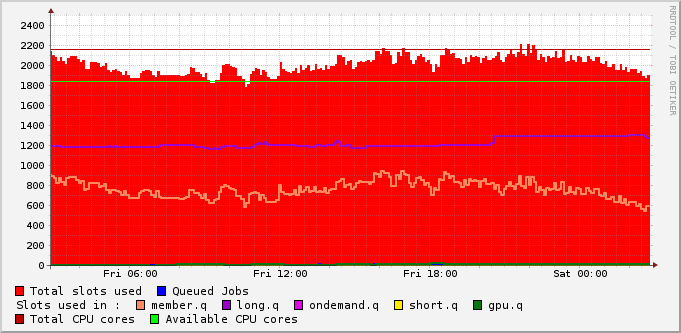 RRDTOOL / TOBI OETIKER
2400
2200
2000
1800
1600
1400
1200
1000
800
600
400
200
0
Fri 06:00 Fri 12:00 Fri 18:00 Sat 00:00
Total slots used Queued Jobs
Slots used in : member.q long.q ondemand.q short.q gpu.q
Total CPU cores Available CPU cores